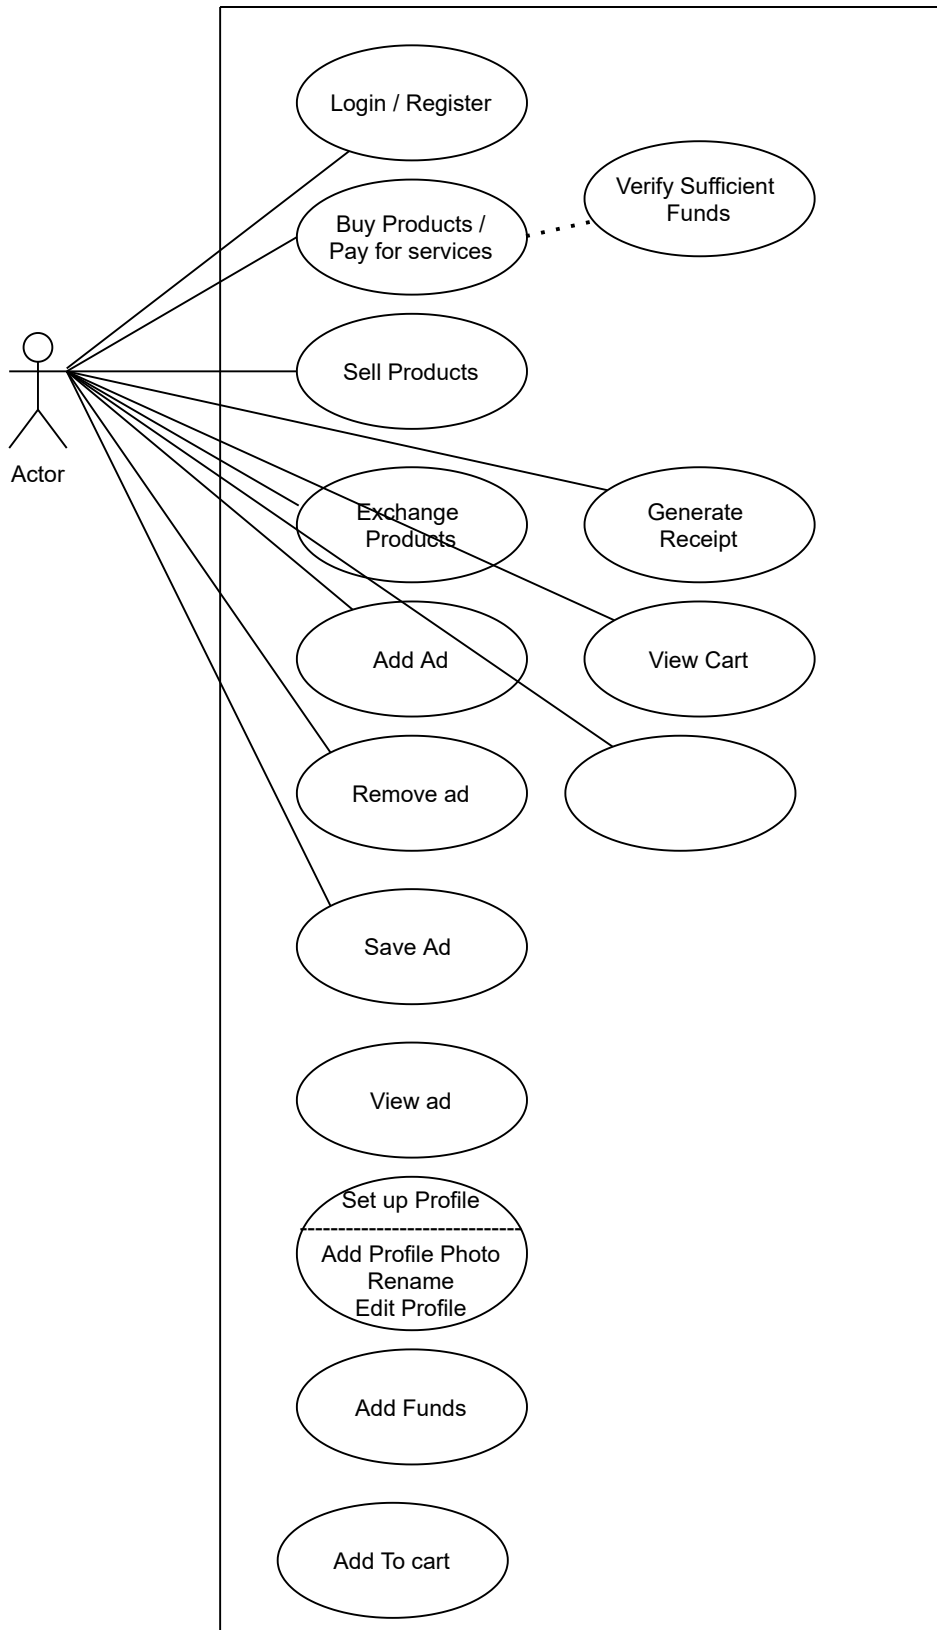 Login / Register
Verify Sufficient
Funds
Buy Products /
Pay for services
Sell Products
Actor
Exchange
Products
Generate
Receipt
Add Ad
View Cart
Remove ad
Save Ad
View ad
Set up Profile
Add Profile Photo
Rename
Edit Profile
Add Funds
Add To cart